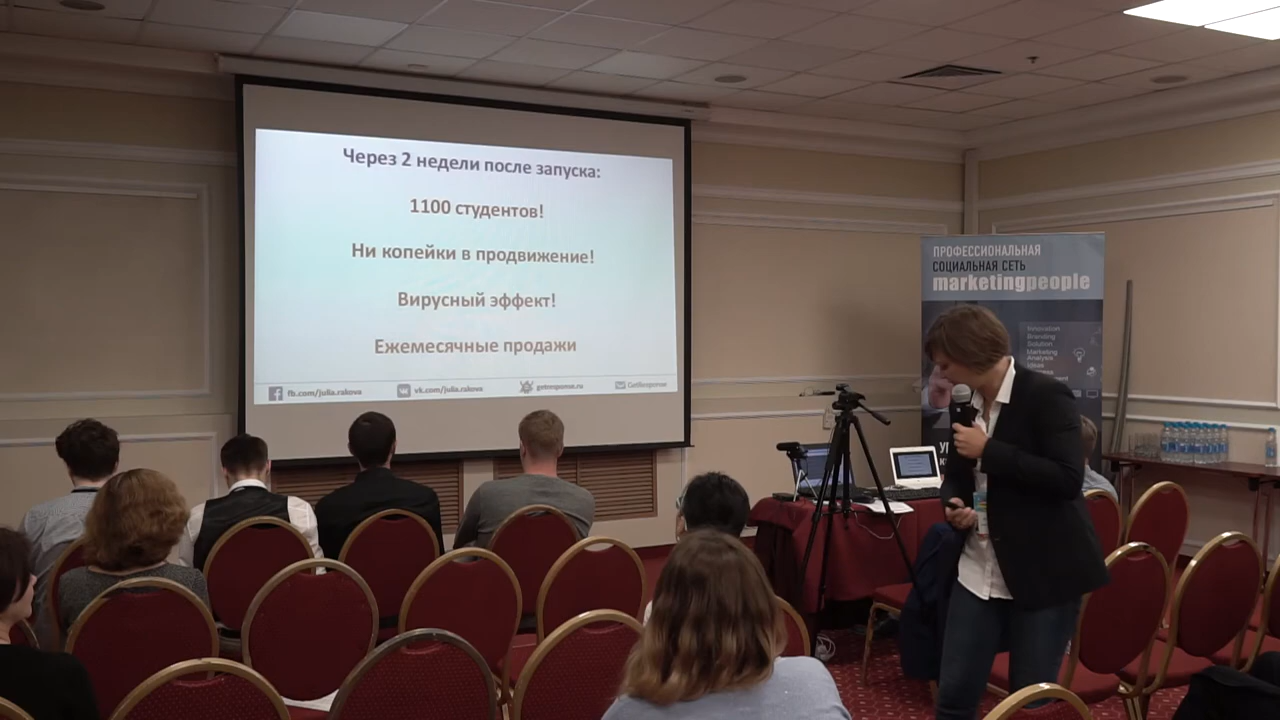 Через 2 недели после запуска:
1100 студентов!
Ни копейки в продвижение!
Вирусный эффект!
Ежемесячные продажи
fb.com/julia.rakova
vk.com/julia.rakova
getresponse.ru
GetResponse
ПРОФЕССИОНАЛЬНАЯ
СОЦИАЛЬНАЯ СЕТЬ
marketingpeople
Innovation
Branding
Solution
Marketing
Analysis
Ideas